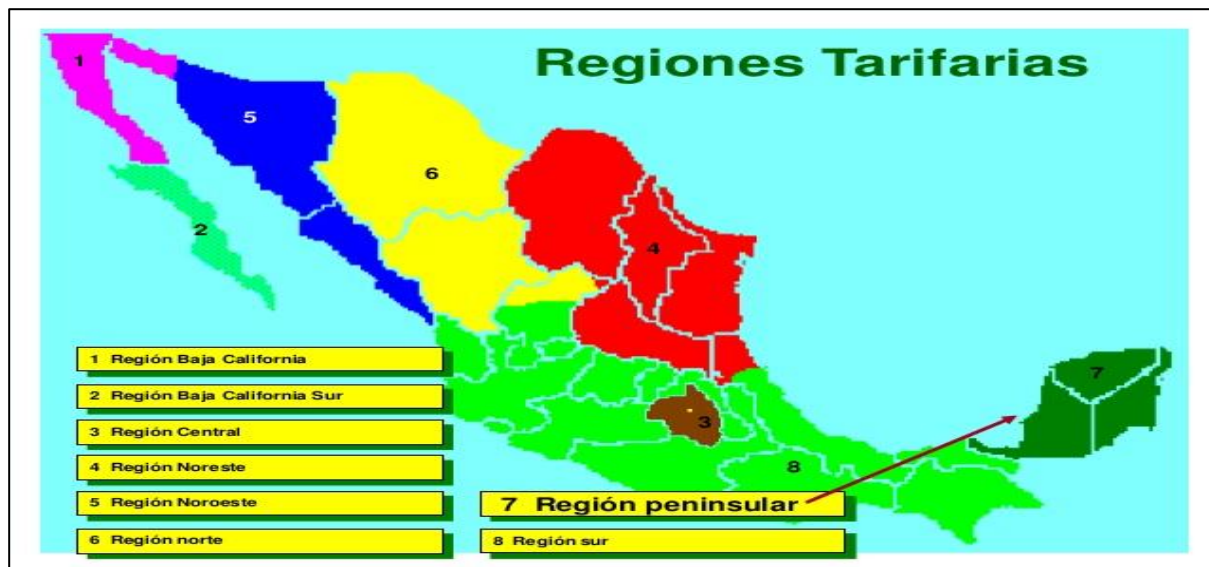 Regiones Tarifarias
1
5
6
2
4
7
3
8
1 Región Baja California
2 Región Baja California Sur
3 Región Central
4 Región Noreste
5 Región Noroeste
6 Región norte
7 Región peninsular
8 Región sur